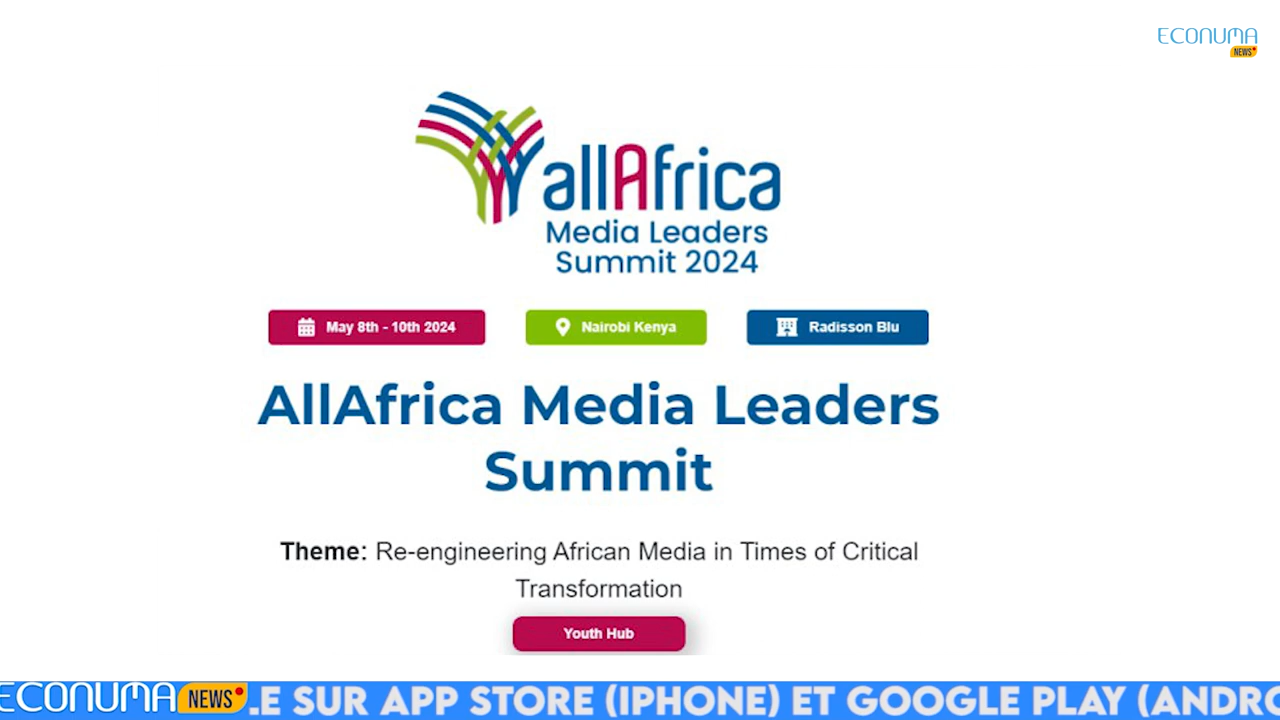 ECONUMA
NEWS
allAfrica
Media Leaders
Summit 2024
May 8th - 10th 2024
Nairobi Kenya
Radisson Blu
AllAfrica Media Leaders
Summit
Theme: Re-engineering African Media in Times of Critical
Transformation
Youth Hub
ECONUMA NEWS .E SUR APP STORE (IPHONE) ET GOOGLE PLAY (ANDRO